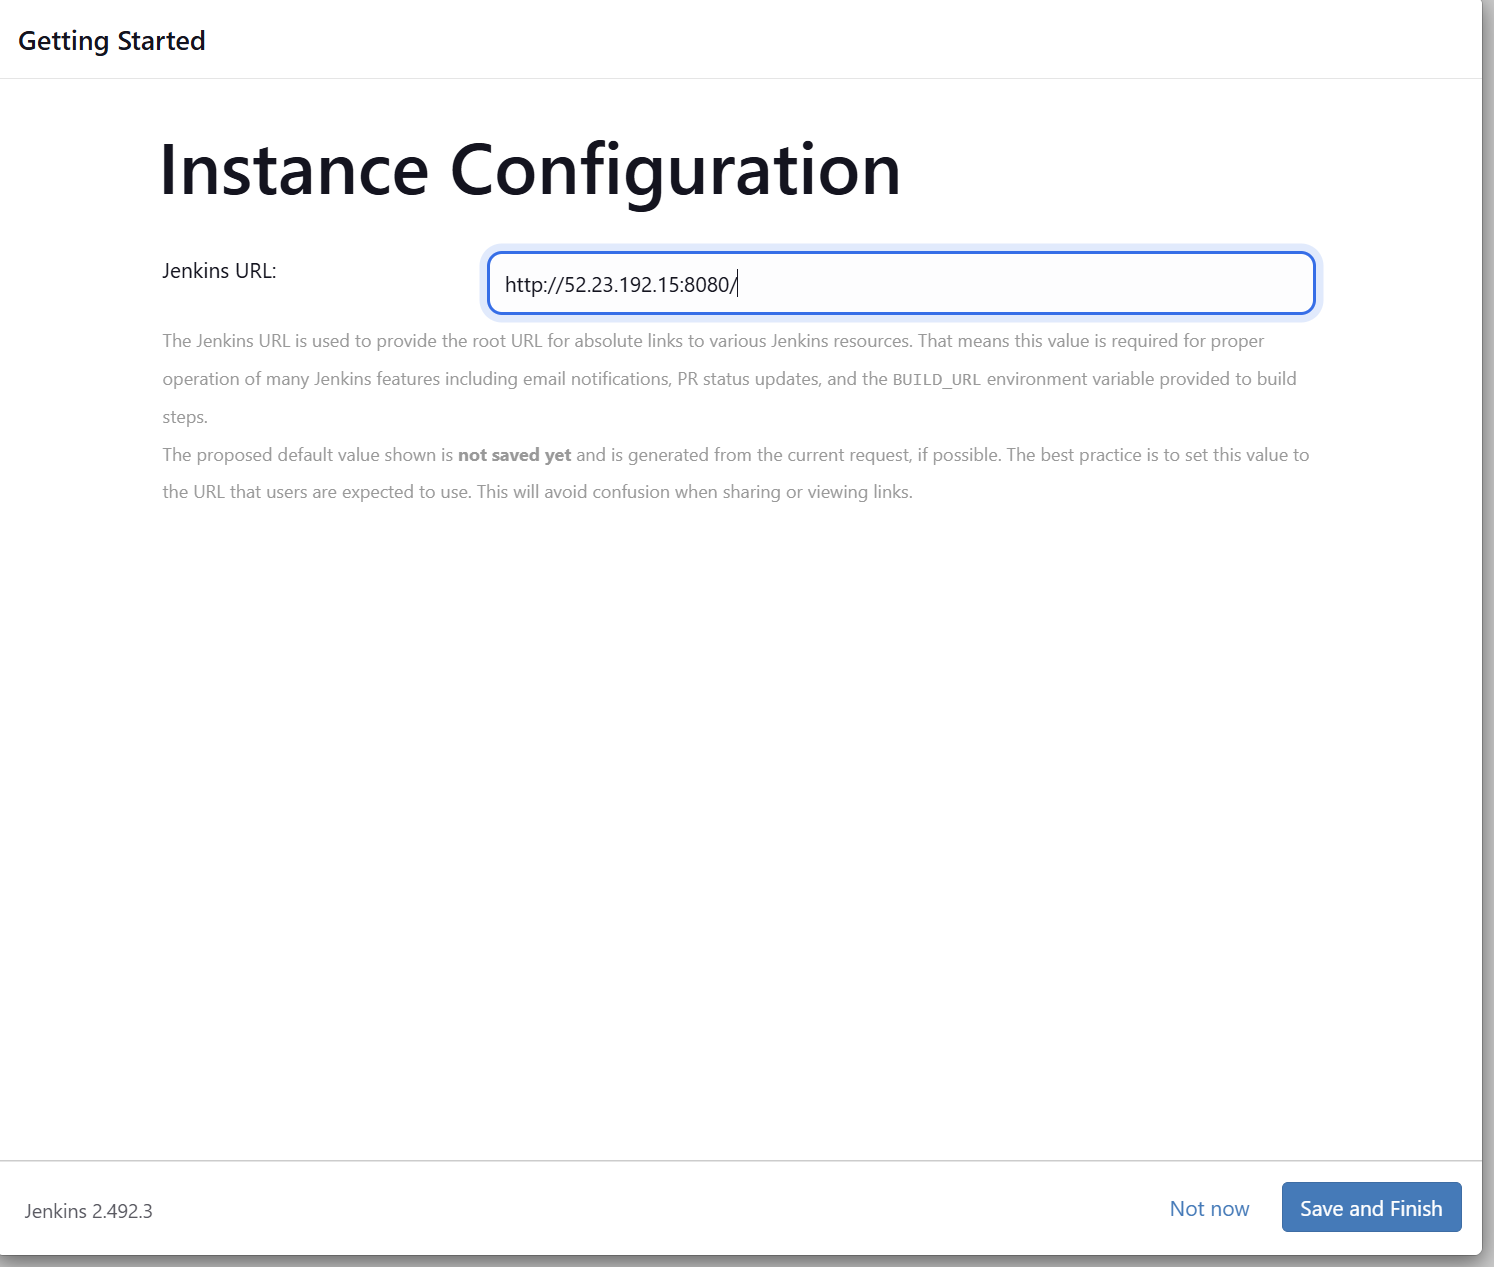 Getting Started
Instance Configuration
Jenkins URL:
http://52.23.192.15:8080/
The Jenkins URL is used to provide the root URL for absolute links to various Jenkins resources. That means this value is required for proper
operation of many Jenkins features including email notifications, PR status updates, and the BUILD_URL environment variable provided to build
steps.
The proposed default value shown is not saved yet and is generated from the current request, if possible. The best practice is to set this value to
the URL that users are expected to use. This will avoid confusion when sharing or viewing links.
Jenkins 2.492.3
Not now
Save and Finish